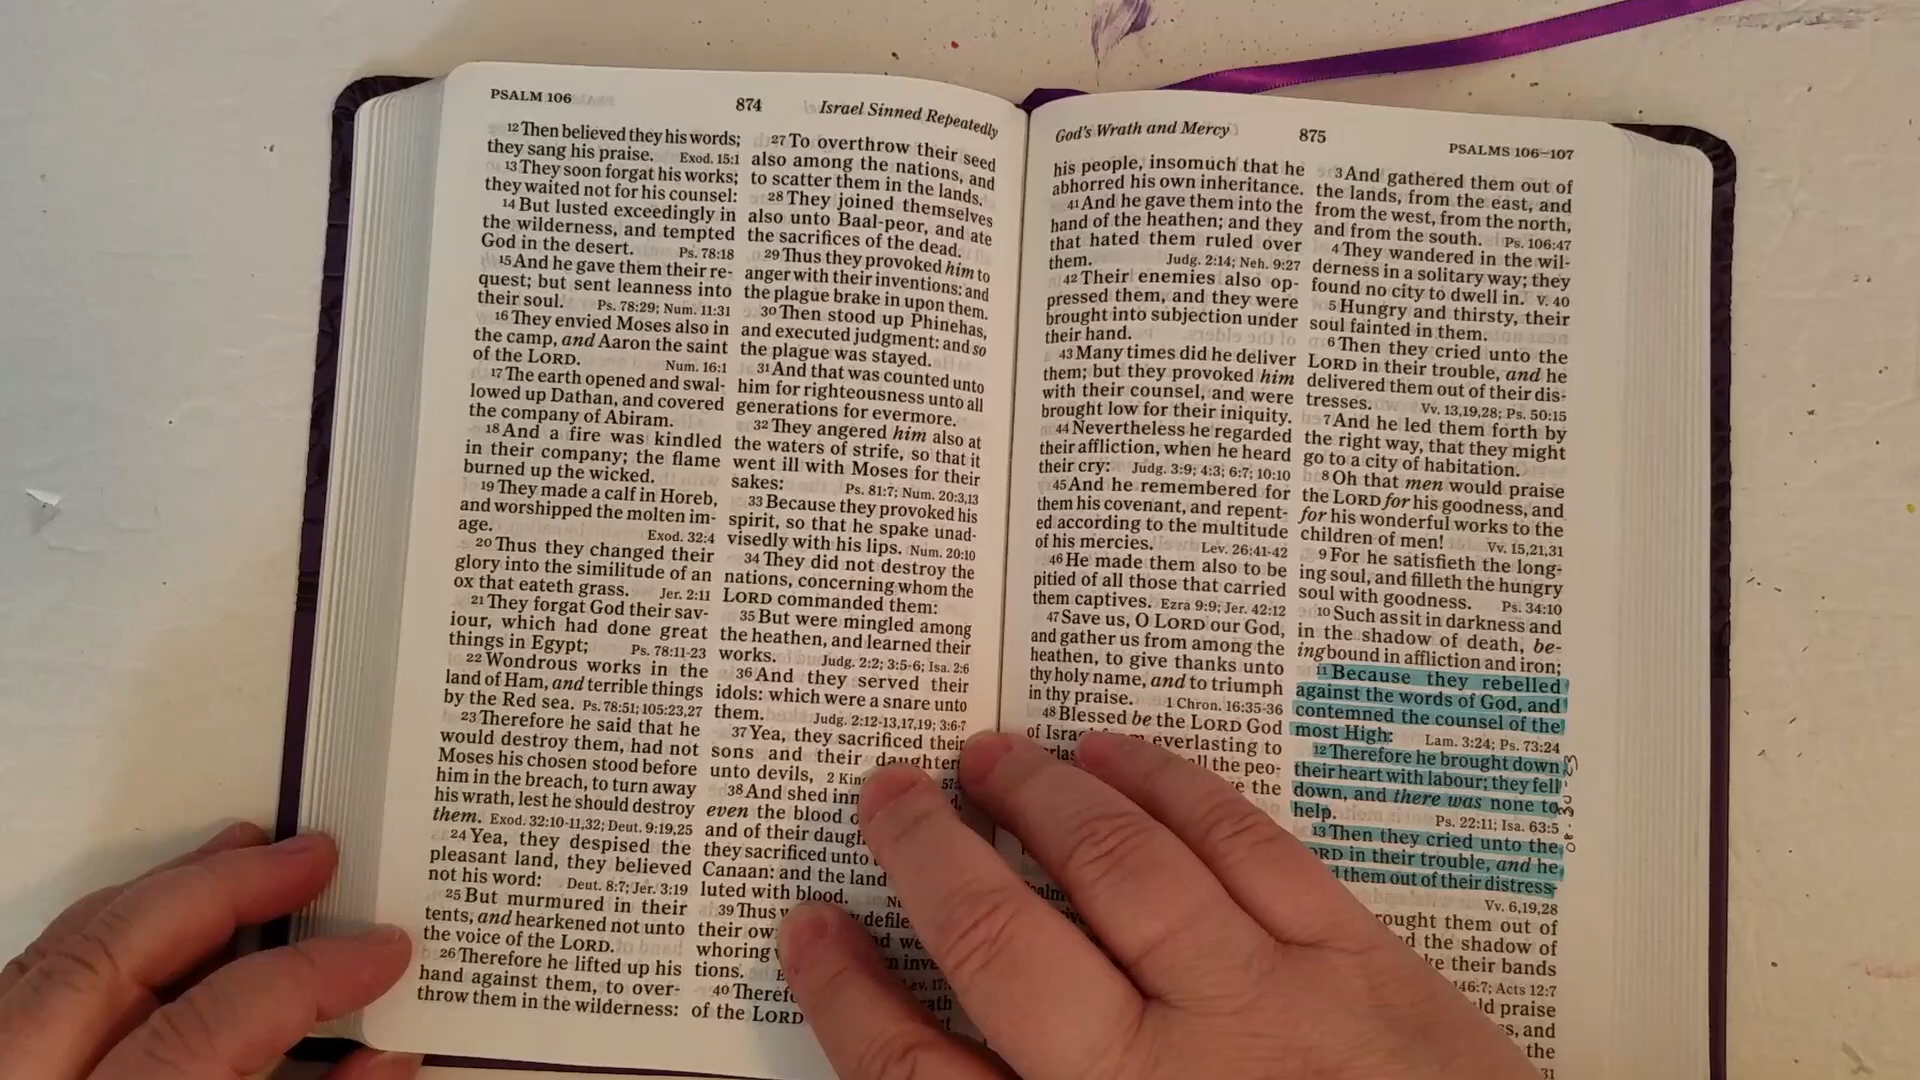 PSALM 106
874
Israel Sinned Repeatedly
12 Then believed they his words;
they sang his praise. Exod. 15:1
13 They soon forgat his works;
they waited not for his counsel:
14 But lusted exceedingly in
the wilderness, and tempted
God in the desert. Ps. 78:18
15 And he gave them their re-
quest; but sent leanness into
their soul. Ps. 78:29; Num. 11:31
16 They envied Moses also in
the camp, and Aaron the saint
of the LORD. Num. 16:1
17 The earth opened and swal-
lowed up Dathan, and covered
the company of Abiram.
18 And a fire was kindled
in their company; the flame
burned up the wicked.
19 They made a calf in Horeb,
and worshipped the molten im-
age. Exod. 32:4
20 Thus they changed their
glory into the similitude of an
ox that eateth grass. Jer. 2:11
21 They forgat God their sav-
iour, which had done great
things in Egypt; Ps. 78:11-23
22 Wondrous works in the
land of Ham, and terrible things
by the Red sea. Ps. 78:51; 105:23,27
23 Therefore he said that he
would destroy them, had not
Moses his chosen stood before
him in the breach, to turn away
his wrath, lest he should destroy
them. Exod. 32:10-11,32; Deut. 9:19,25
24 Yea, they despised the
pleasant land, they believed
not his word: Deut. 8:7; Jer. 3:19
25 But murmured in their
tents, and hearkened not unto
the voice of the LORD.
26 Therefore he lifted up his
hand against them, to over-
throw them in the wilderness:
27 To overthrow their seed
also among the nations, and
to scatter them in the lands.
28 They joined themselves
also unto Baal-peor, and ate
the sacrifices of the dead.
29 Thus they provoked him to
anger with their inventions: and
the plague brake in upon them.
30 Then stood up Phinehas,
and executed judgment: and so
the plague was stayed.
31 And that was counted unto
him for righteousness unto all
generations for evermore.
32 They angered him also at
the waters of strife, so that it
went ill with Moses for their
sakes: Ps. 81:7; Num. 20:3,13
33 Because they provoked his
spirit, so that he spake unad-
visedly with his lips. Num. 20:10
34 They did not destroy the
nations, concerning whom the
LORD commanded them:
35 But were mingled among
the heathen, and learned their
works. Judg. 2:2; 3:5-6; Isa. 2:6
36 And they served their
idols: which were a snare unto
them. Judg. 2:12-13,17,19; 3:6-7
37 Yea, they sacrificed their
sons and their daughter
unto devils, 2 Kin 57:5
38 And shed inn
even the blood o
and of their daugh
they sacrificed unto
Canaan: and the land
luted with blood.
39 Thus w defile
their ow
whoring
tions.
40 Theref
of the LORD
God's Wrath and Mercy
875
PSALMS 106–107
his people, insomuch that he
abhorred his own inheritance.
41 And he gave them into the
hand of the heathen; and they
that hated them ruled over
them. Judg. 2:14; Neh. 9:27
42 Their enemies also op-
pressed them, and they were
brought into subjection under
their hand.
43 Many times did he deliver
them; but they provoked him
with their counsel, and were
brought low for their iniquity.
44 Nevertheless he regarded
their affliction, when he heard
their cry: Judg. 3:9; 4:3; 6:7; 10:10
45 And he remembered for
them his covenant, and repent-
ed according to the multitude
of his mercies. Lev. 26:41-42
46 He made them also to be
pitied of all those that carried
them captives. Ezra 9:9; Jer. 42:12
47 Save us, O LORD our God,
and gather us from among the
heathen, to give thanks unto
thy holy name, and to triumph
in thy praise. 1 Chron. 16:35-36
48 Blessed be the LORD God
of Israe everlasting to
ll the peo-
the
3 And gathered them out of
the lands, from the east, and
from the west, from the north,
and from the south. Ps. 106:47
4 They wandered in the wil-
derness in a solitary way; they
found no city to dwell in. v. 40
5 Hungry and thirsty, their
soul fainted in them.
6 Then they cried unto the
LORD in their trouble, and he
delivered them out of their dis-
tresses. Vv. 13,19,28; Ps. 50:15
7 And he led them forth by
the right way, that they might
go to a city of habitation.
8 Oh that men would praise
the LORD for his goodness, and
for his wonderful works to the
children of men! Vv. 15,21,31
9 For he satisfieth the long-
ing soul, and filleth the hungry
soul with goodness. Ps. 34:10
10 Such as sit in darkness and
in the shadow of death, be-
ing bound in affliction and iron;
11 Because they rebelled
against the words of God, and
contemned the counsel of the
most High: Lam. 3:24; Ps. 73:24
12 Therefore he brought down
their heart with labour; they fell
down, and there was none to
help. Ps. 22:11; Isa. 63:5
13 Then they cried unto the
ORD in their trouble, and he
d them out of their distress-
Vv. 6,19,28
rought them out of
d the shadow of
ke their bands
146:7; Acts 12:7
ld praise
ss, and
the
31